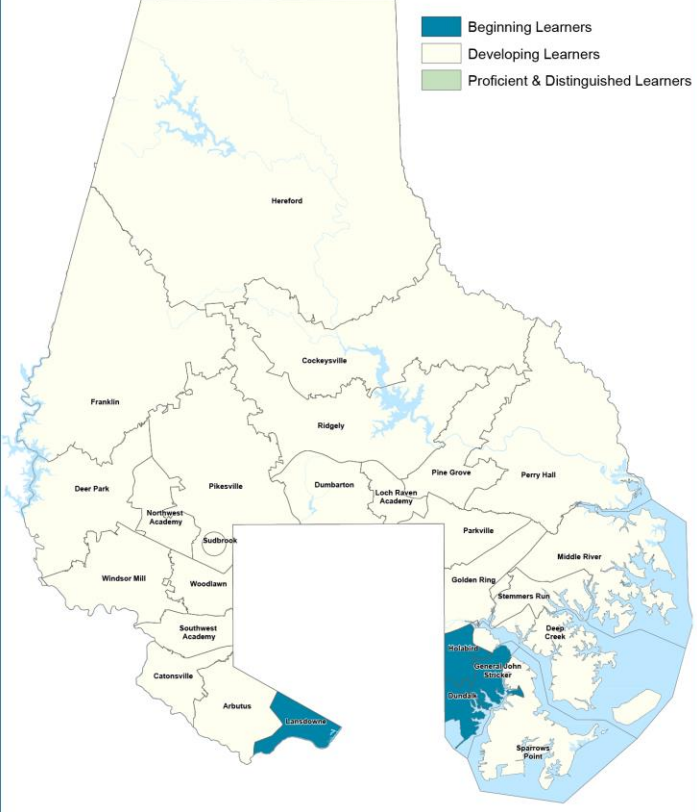 Beginning Learners
Developing Learners
Proficient & Distinguished Learners
Hereford
Cockeysville
Franklin
Ridgely
Pine Grove
Perry Hall
Deer Park
Pikesville
Dumbarton
Loch Raven
Academy
Northwest
Academy
Sudbrook
Parkville
Middle River
Windsor Mill
Woodlawn
Golden Ring
Stemmers Run
Southwest
Academy
Deep
Creek
Holabird
General John
Stricker
Catonsville
Dundalk
Arbutus
Lansdowne
Sparrows
Point